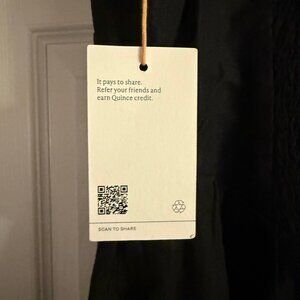 It pays to share.
Refer your friends and
earn Quince credit.
SCAN TO SHARE